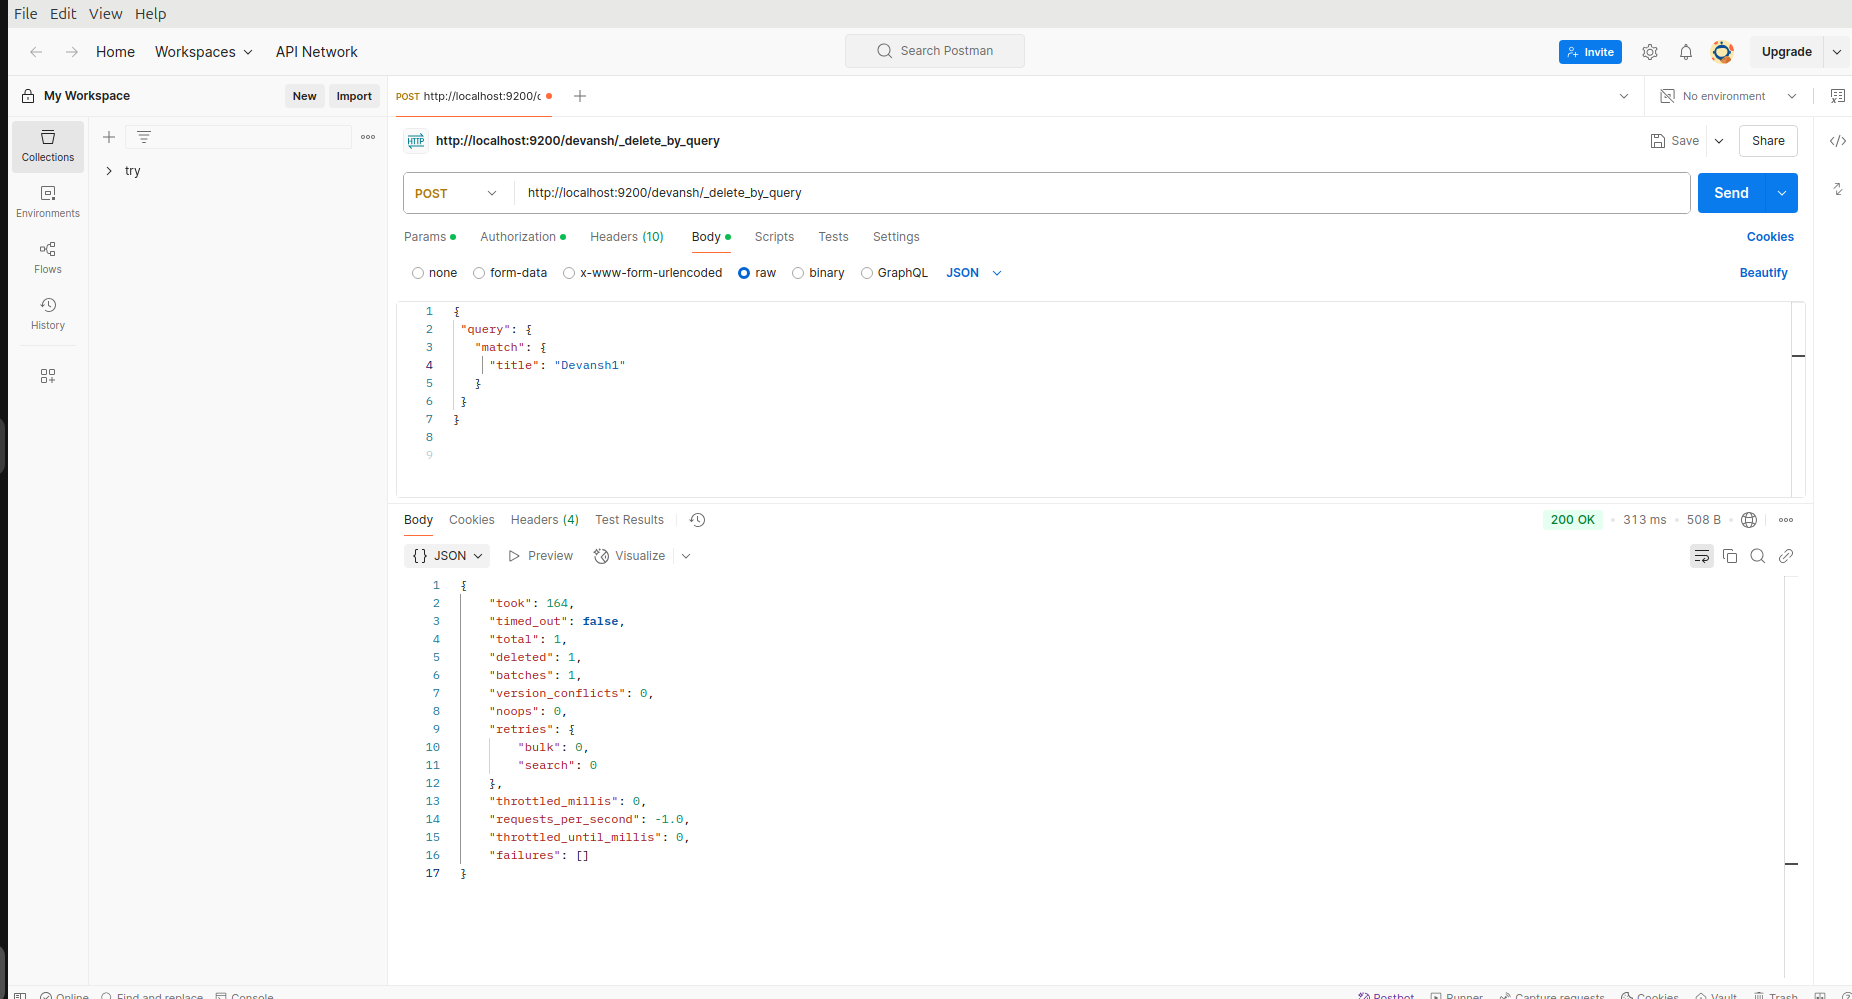 File Edit View Help
Home Workspaces API Network
Search Postman
Invite
Upgrade
My Workspace
New Import
POST http://localhost:9200/c
No environment
Collections
try
Environments
Flows
History
HTTP http://localhost:9200/devansh/_delete_by_query
Save
Share
POST http://localhost:9200/devansh/_delete_by_query
Send
Params Authorization Headers (10) Body Scripts Tests Settings
Cookies
none form-data x-www-form-urlencoded raw binary GraphQL JSON
Beautify
1 {
2 "query": {
3 "match": {
4 "title": "Devansh1"
5 }
6 }
7 }
8
9
Body Cookies Headers (4) Test Results
200 OK • 313 ms • 508 B
{} JSON Preview Visualize
1 {
2 "took": 164,
3 "timed_out": false,
4 "total": 1,
5 "deleted": 1,
6 "batches": 1,
7 "version_conflicts": 0,
8 "noops": 0,
9 "retries": {
10 "bulk": 0,
11 "search": 0
12 },
13 "throttled_millis": 0,
14 "requests_per_second": -1.0,
15 "throttled_until_millis": 0,
16 "failures": []
17 }
Online Find and replace Console
Postbot Runner Capture requests Cookies Vault Trash